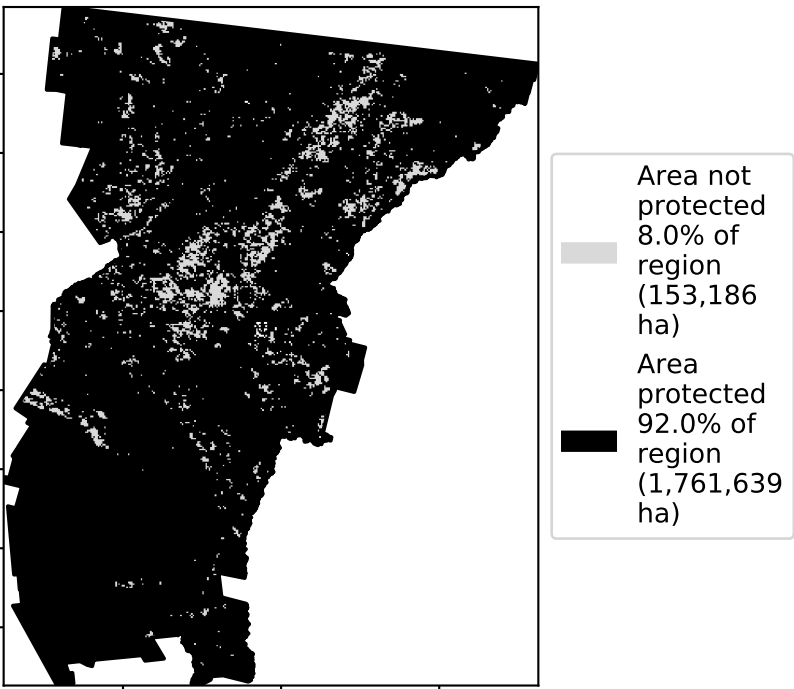 Area not
protected
8.0% of
region
(153,186
ha)
Area
protected
92.0% of
region
(1,761,639
ha)